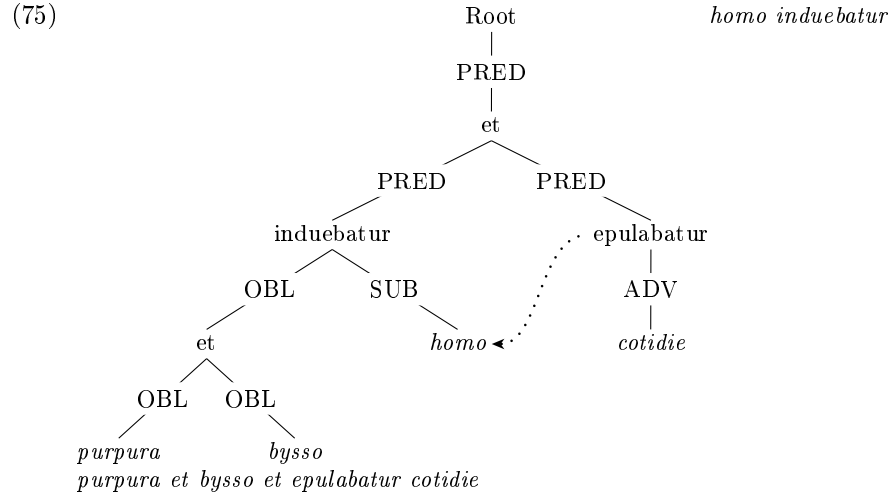 (75) Root homo induebatur
PRED
et
PRED PRED
induebatur epulabatur
OBL SUB ADV
et homo cotidie
OBL OBL
purpura bysso
purpura et bysso et epulabatur cotidie